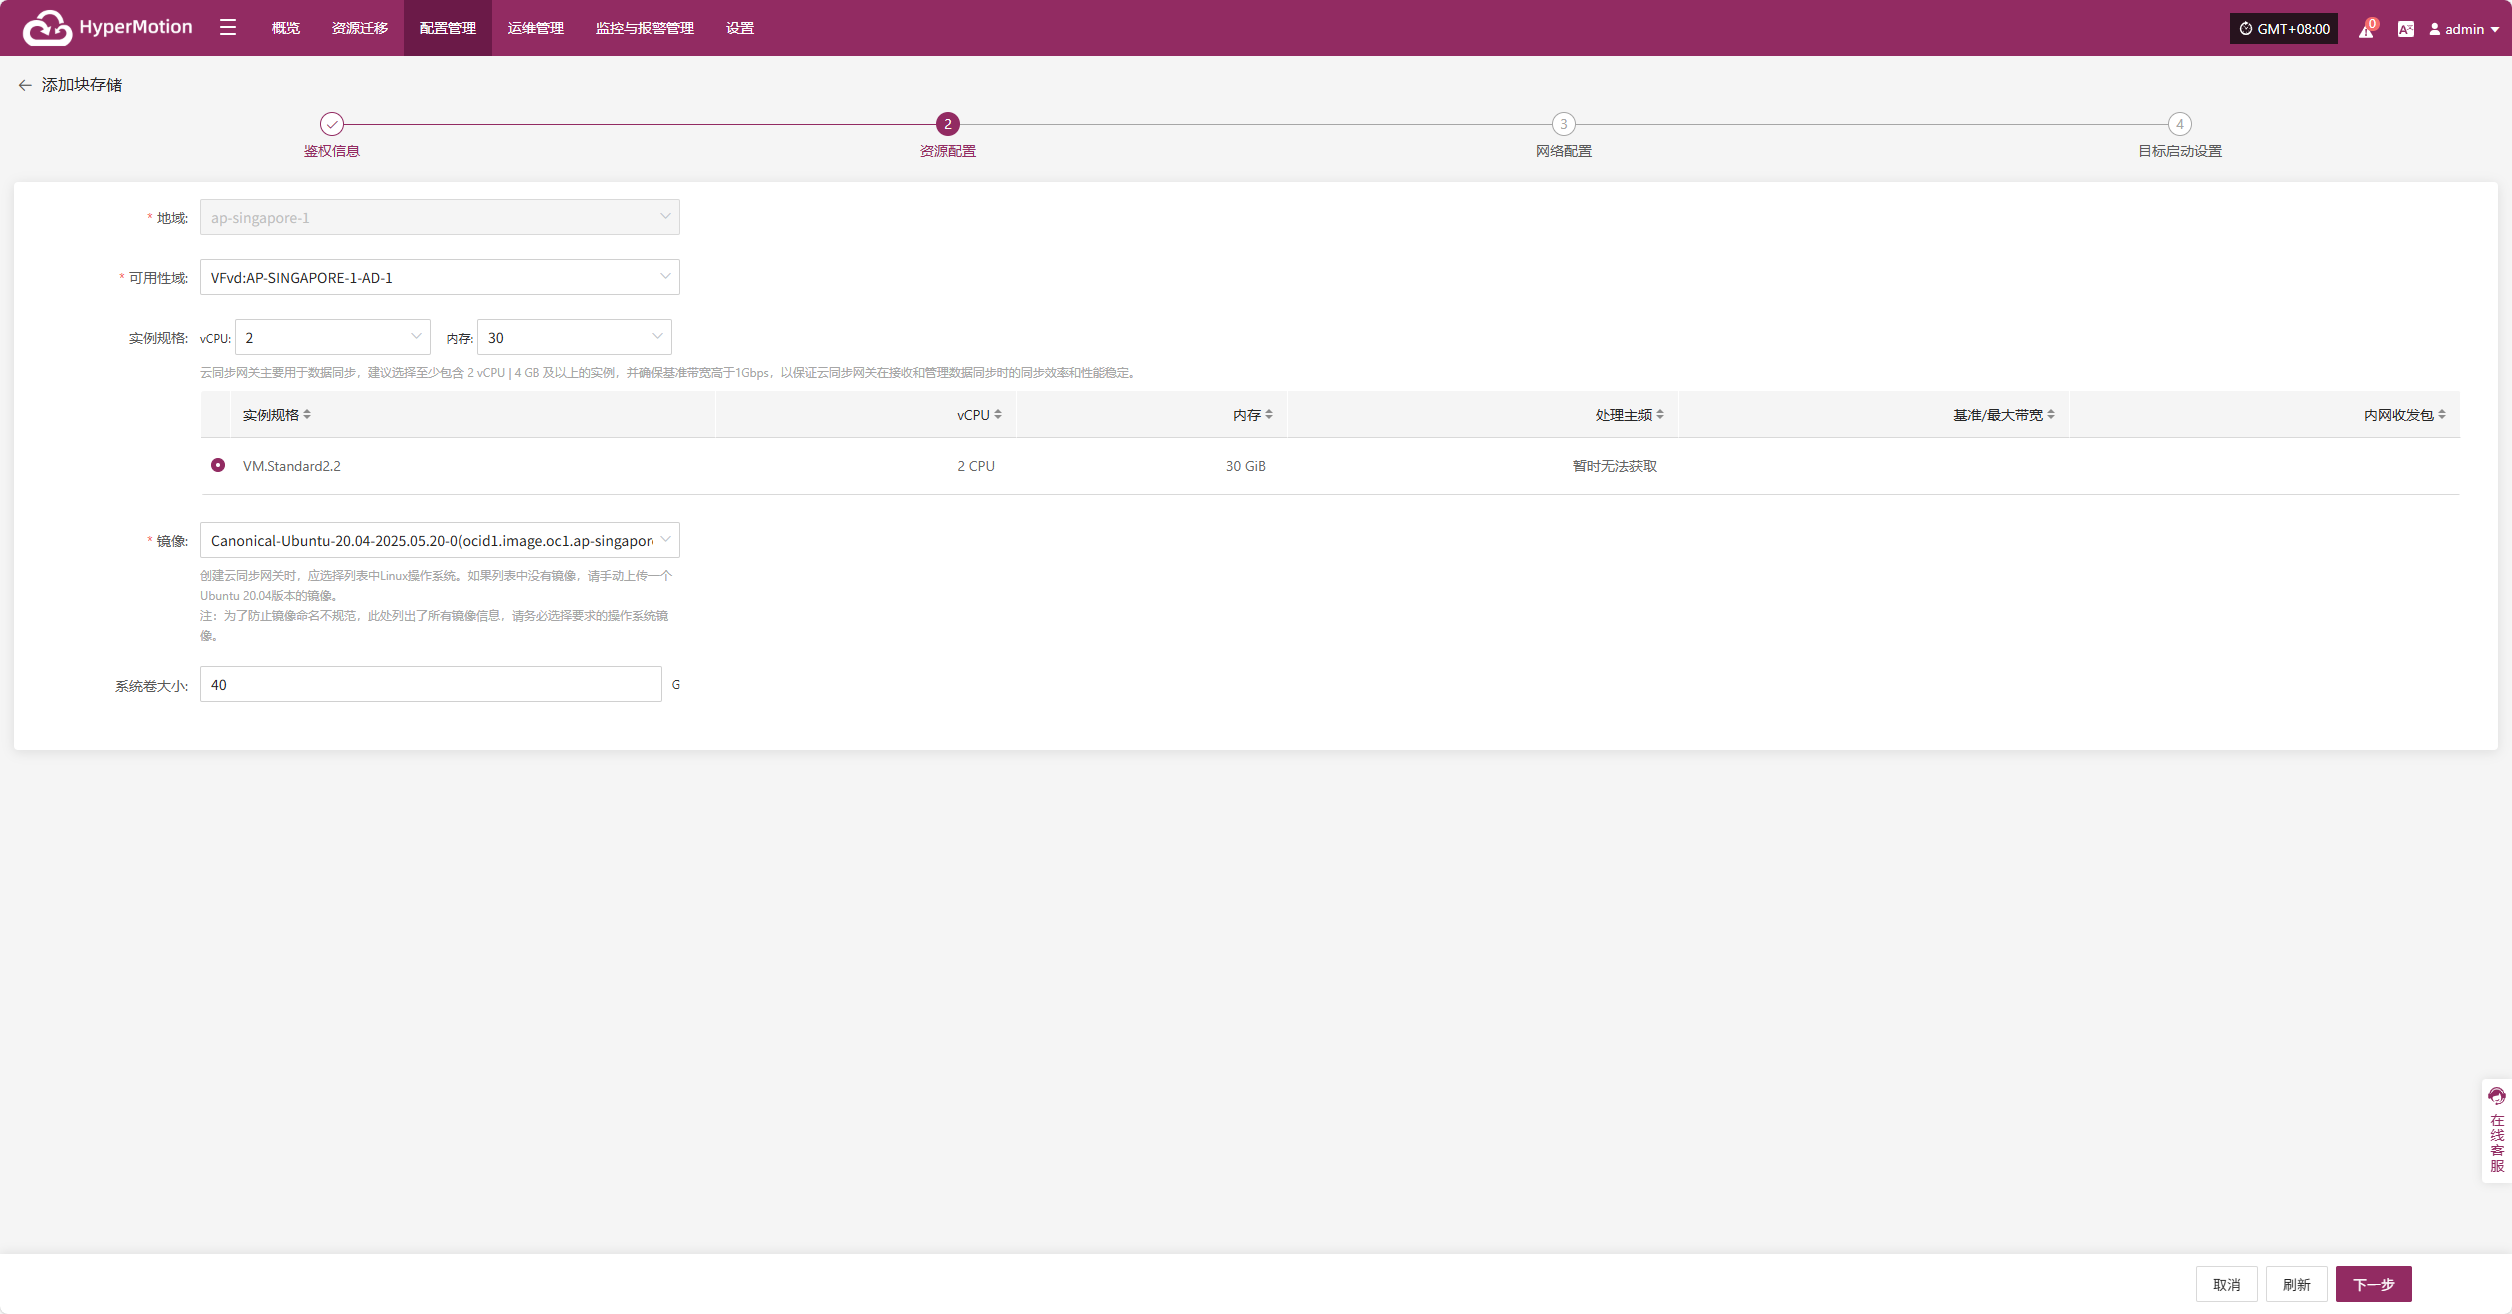 HyperMotion 概览 资源迁移 配置管理 运维管理 监控与报警管理 设置 GMT+08:00 0 admin
添加块存储
2 3 4
鉴权信息 资源配置 网络配置 目标启动设置
* 地域: ap-singapore-1
* 可用性域: VFvd:AP-SINGAPORE-1-AD-1
实例规格: vCPU: 2 内存: 30
云同步网关主要用于数据同步，建议选择至少包含 2 vCPU | 4 GB 及以上的实例，并确保基准带宽高于1Gbps，以保证云同步网关在接收和管理数据同步时的同步效率和性能稳定。
实例规格 vCPU 内存 处理主频 基准/最大带宽 内网收发包
VM.Standard2.2 2 CPU 30 GiB 暂时无法获取
* 镜像: Canonical-Ubuntu-20.04-2025.05.20-0(ocid1.image.oc1.ap-singapor
创建云同步网关时，应选择列表中Linux操作系统。如果列表中没有镜像，请手动上传一个
Ubuntu 20.04版本的镜像。
注：为了防止镜像命名不规范，此处列出了所有镜像信息，请务必选择要求的操作系统镜
像。
系统卷大小: 40 G
在线客服
取消 刷新 下一步